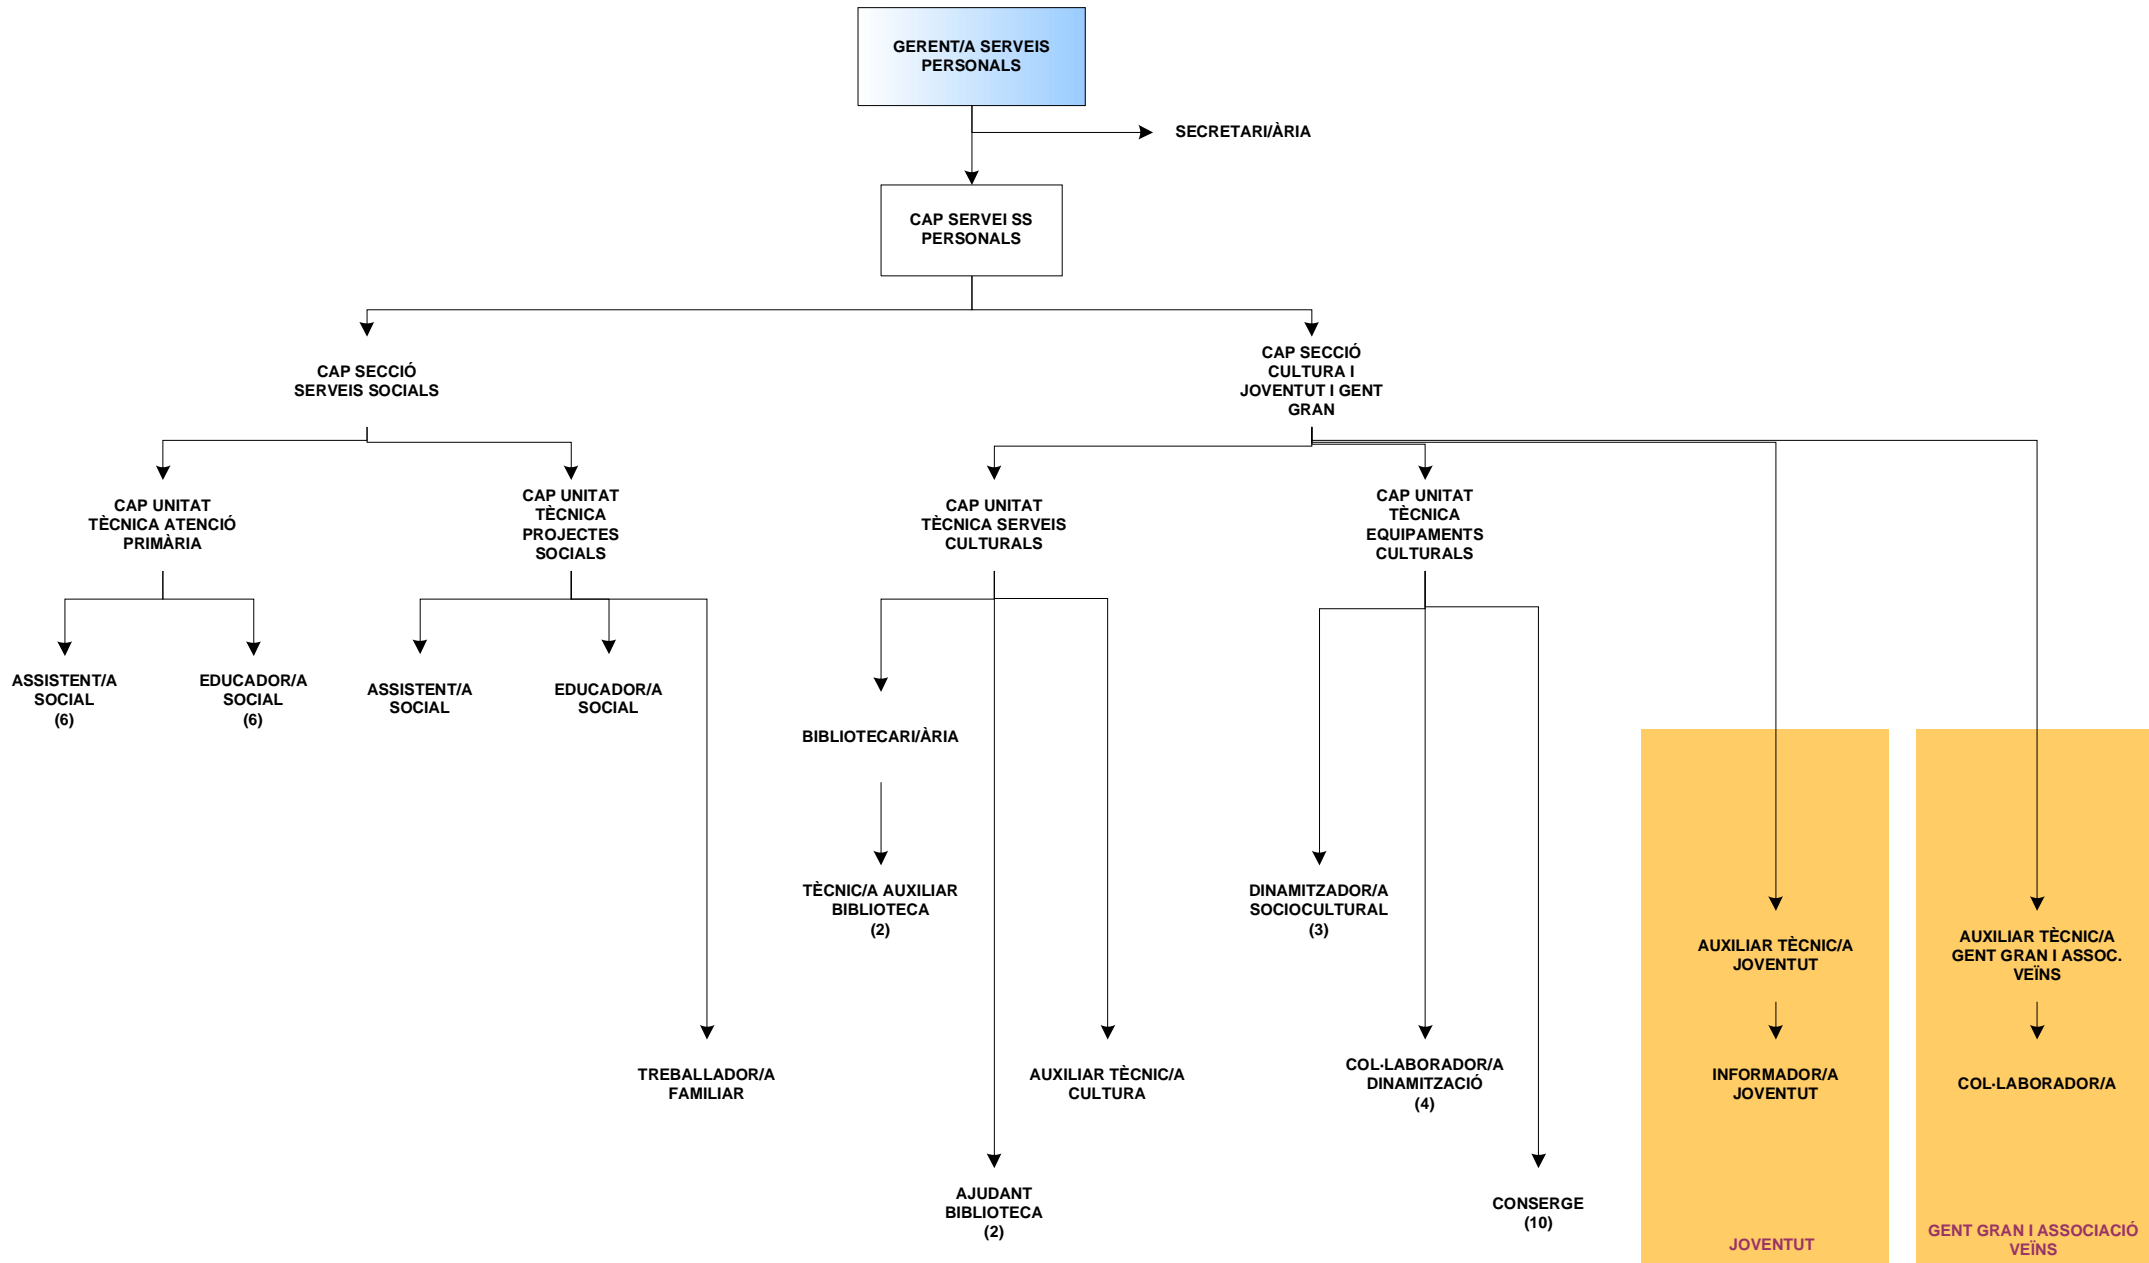 GERENT/A SERVEIS
PERSONALS
SECRETARI/ÀRIA
CAP SERVEI SS
PERSONALS
CAP SECCIÓ
SERVEIS SOCIALS
CAP SECCIÓ
CULTURA I
JOVENTUT I GENT
GRAN
CAP UNITAT
TÈCNICA ATENCIÓ
PRIMÀRIA
CAP UNITAT
TÈCNICA
PROJECTES
SOCIALS
CAP UNITAT
TÈCNICA SERVEIS
CULTURALS
CAP UNITAT
TÈCNICA
EQUIPAMENTS
CULTURALS
ASSISTENT/A
SOCIAL
(6)
EDUCADOR/A
SOCIAL
(6)
ASSISTENT/A
SOCIAL
EDUCADOR/A
SOCIAL
BIBLIOTECARI/ÀRIA
TÈCNIC/A AUXILIAR
BIBLIOTECA
(2)
DINAMITZADOR/A
SOCIOCULTURAL
(3)
AUXILIAR TÈCNIC/A
JOVENTUT
AUXILIAR TÈCNIC/A
GENT GRAN I ASSOC.
VEÏNS
TREBALLADOR/A
FAMILIAR
AUXILIAR TÈCNIC/A
CULTURA
COL·LABORADOR/A
DINAMITZACIÓ
(4)
INFORMADOR/A
JOVENTUT
COL·LABORADOR/A
AJUDANT
BIBLIOTECA
(2)
CONSERGE
(10)
JOVENTUT
GENT GRAN I ASSOCIACIÓ
VEÏNS